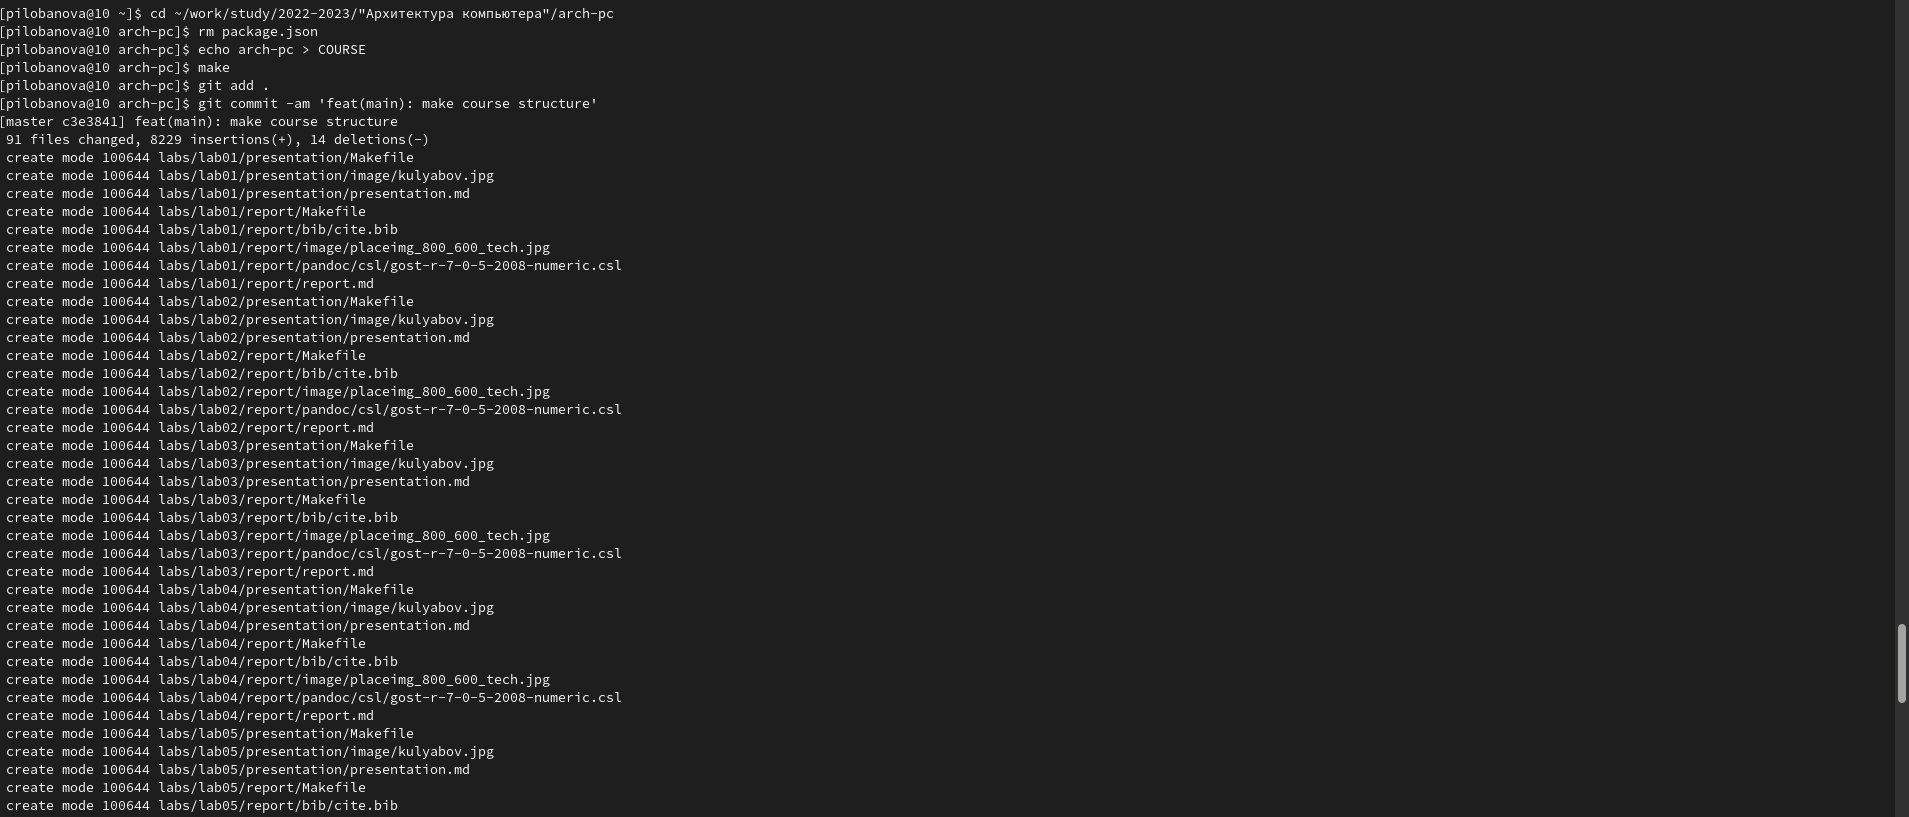 [pilobanova@10 ~]$ cd ~/work/study/2022-2023/"Архитектура компьютера"/arch-pc
[pilobanova@10 arch-pc]$ rm package.json
[pilobanova@10 arch-pc]$ echo arch-pc > COURSE
[pilobanova@10 arch-pc]$ make
[pilobanova@10 arch-pc]$ git add .
[pilobanova@10 arch-pc]$ git commit -am 'feat(main): make course structure'
[master c3e3841] feat(main): make course structure
 91 files changed, 8229 insertions(+), 14 deletions(-)
 create mode 100644 labs/lab01/presentation/Makefile
 create mode 100644 labs/lab01/presentation/image/kulyabov.jpg
 create mode 100644 labs/lab01/presentation/presentation.md
 create mode 100644 labs/lab01/report/Makefile
 create mode 100644 labs/lab01/report/bib/cite.bib
 create mode 100644 labs/lab01/report/image/placeimg_800_600_tech.jpg
 create mode 100644 labs/lab01/report/pandoc/csl/gost-r-7-0-5-2008-numeric.csl
 create mode 100644 labs/lab01/report/report.md
 create mode 100644 labs/lab02/presentation/Makefile
 create mode 100644 labs/lab02/presentation/image/kulyabov.jpg
 create mode 100644 labs/lab02/presentation/presentation.md
 create mode 100644 labs/lab02/report/Makefile
 create mode 100644 labs/lab02/report/bib/cite.bib
 create mode 100644 labs/lab02/report/image/placeimg_800_600_tech.jpg
 create mode 100644 labs/lab02/report/pandoc/csl/gost-r-7-0-5-2008-numeric.csl
 create mode 100644 labs/lab02/report/report.md
 create mode 100644 labs/lab03/presentation/Makefile
 create mode 100644 labs/lab03/presentation/image/kulyabov.jpg
 create mode 100644 labs/lab03/presentation/presentation.md
 create mode 100644 labs/lab03/report/Makefile
 create mode 100644 labs/lab03/report/bib/cite.bib
 create mode 100644 labs/lab03/report/image/placeimg_800_600_tech.jpg
 create mode 100644 labs/lab03/report/pandoc/csl/gost-r-7-0-5-2008-numeric.csl
 create mode 100644 labs/lab03/report/report.md
 create mode 100644 labs/lab04/presentation/Makefile
 create mode 100644 labs/lab04/presentation/image/kulyabov.jpg
 create mode 100644 labs/lab04/presentation/presentation.md
 create mode 100644 labs/lab04/report/Makefile
 create mode 100644 labs/lab04/report/bib/cite.bib
 create mode 100644 labs/lab04/report/image/placeimg_800_600_tech.jpg
 create mode 100644 labs/lab04/report/pandoc/csl/gost-r-7-0-5-2008-numeric.csl
 create mode 100644 labs/lab04/report/report.md
 create mode 100644 labs/lab05/presentation/Makefile
 create mode 100644 labs/lab05/presentation/image/kulyabov.jpg
 create mode 100644 labs/lab05/presentation/presentation.md
 create mode 100644 labs/lab05/report/Makefile
 create mode 100644 labs/lab05/report/bib/cite.bib